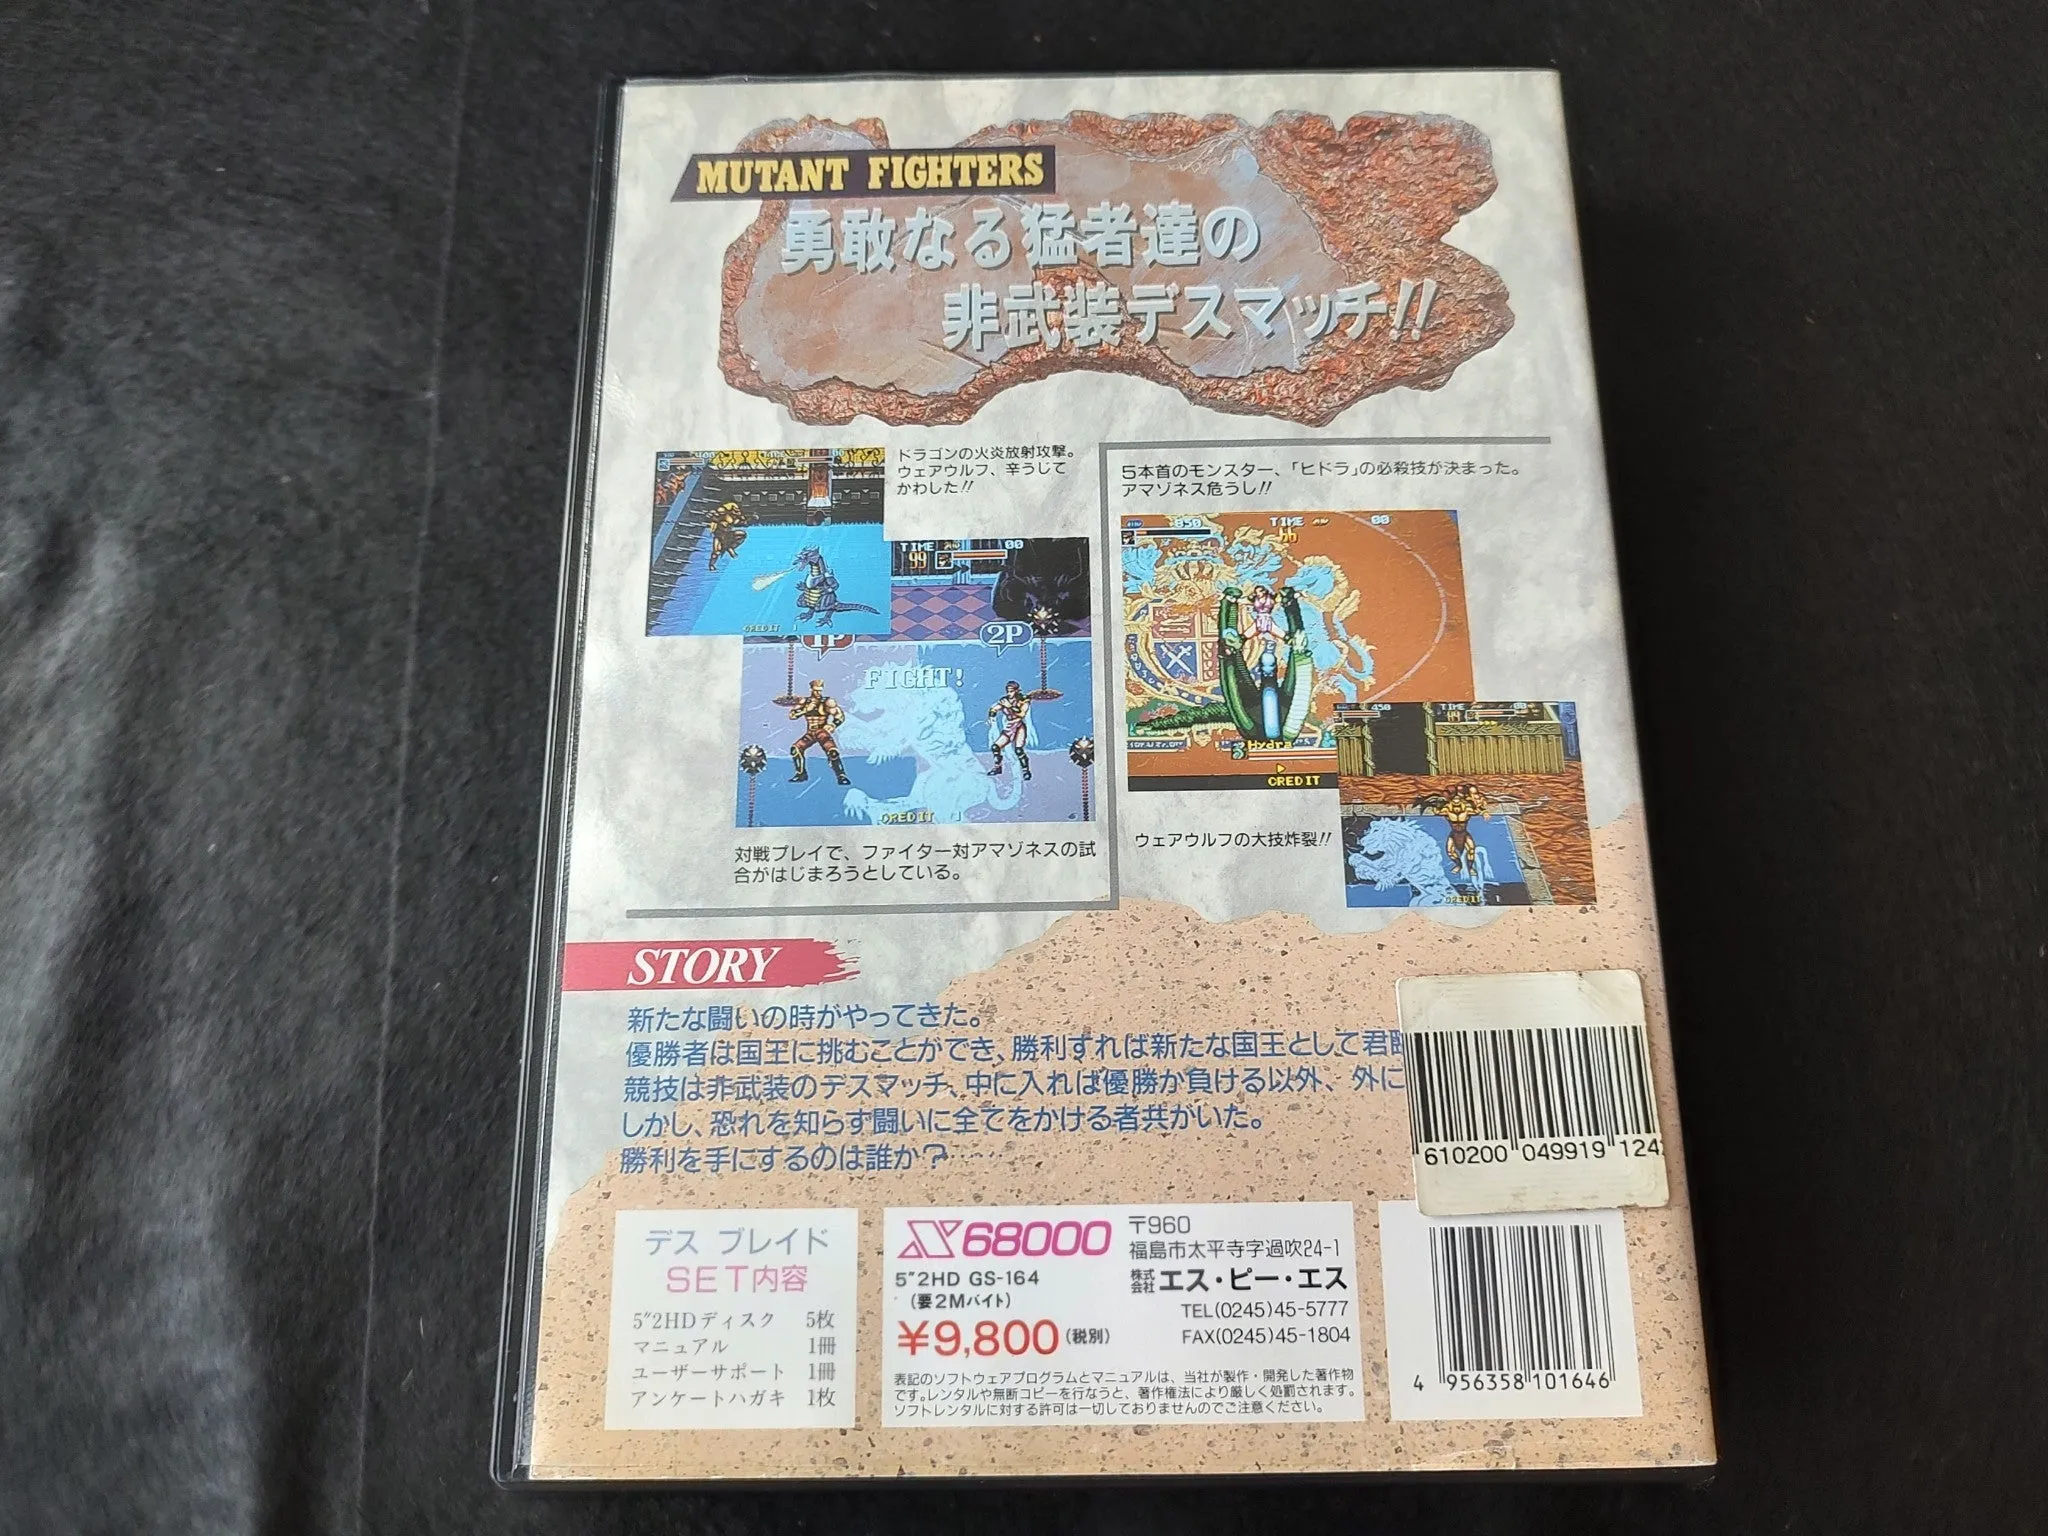 MUTANT FIGHTERS
勇敢なる猛者達の
非武装デスマッチ!!
ドラゴンの火炎放射攻撃。
ウェアウルフ、辛うじて
かわした!!
TIME
99
00
1P
2P
FIGHT!
CREDIT 1
CREDIT 1
対戦プレイで、ファイター対アマゾネスの試
合がはじまろうとしている。
5本首のモンスター、「ヒドラ」の必殺技が決まった。
アマゾネス危うし!!
850
TIME
66
00
Hydra
CREDIT
450
TIME
00
CREDIT 1
ウェアウルフの大技炸裂!!
STORY
新たな闘いの時がやってきた。
優勝者は国王に挑むことができ、勝利すれば新たな国王として君
競技は非武装のデスマッチ、中に入れば優勝か負ける以外、外に
しかし、恐れを知らず闘いに全てをかける者共がいた。
勝利を手にするのは誰か?……
610200 049919 124
デス ブレイド
SET内容
5"2HDディスク 5枚
マニュアル 1冊
ユーザーサポート 1冊
アンケートハガキ 1枚
X68000
5"2HD GS-164
(要2Mバイト)
¥9,800(税別)
〒960
福島市太平寺字過吹24-1
株式会社エス・ピー・エス
TEL(0245)45-5777
FAX(0245)45-1804
表記のソフトウェアプログラムとマニュアルは、当社が製作・開発した著作物
です。レンタルや無断コピーを行なうと、著作権法により厳しく処罰されます。
ソフトレンタルに対する許可は一切しておりませんのでご注意ください。
4 956358 101646